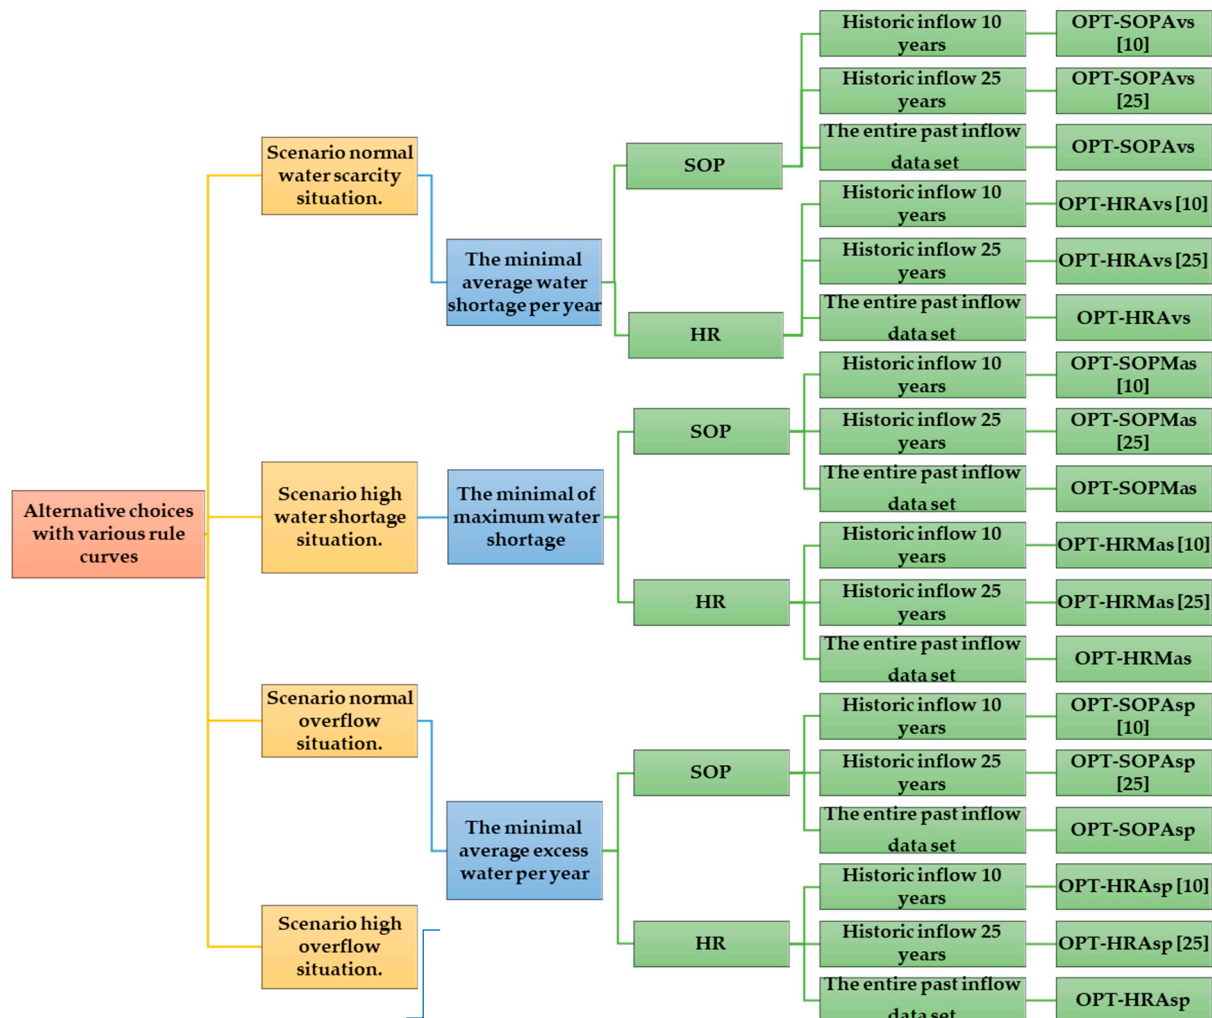 Alternative choices
with various rule
curves
Scenario normal
water scarcity
situation.
The minimal
average water
shortage per year
SOP
Historic inflow 10
years
OPT-SOPAvs
[10]
Historic inflow 25
years
OPT-SOPAvs
[25]
The entire past inflow
data set
OPT-SOPAvs
HR
Historic inflow 10
years
OPT-HRAvs [10]
Historic inflow 25
years
OPT-HRAvs [25]
The entire past inflow
data set
OPT-HRAvs
Scenario high
water shortage
situation.
The minimal of
maximum water
shortage
SOP
Historic inflow 10
years
OPT-SOPMas
[10]
Historic inflow 25
years
OPT-SOPMas
[25]
The entire past inflow
data set
OPT-SOPMas
HR
Historic inflow 10
years
OPT-HRMas [10]
Historic inflow 25
years
OPT-HRMas [25]
The entire past inflow
data set
OPT-HRMas
Scenario normal
overflow
situation.
The minimal
average excess
water per year
SOP
Historic inflow 10
years
OPT-SOPAsp
[10]
Historic inflow 25
years
OPT-SOPAsp
[25]
The entire past inflow
data set
OPT-SOPAsp
HR
Historic inflow 10
years
OPT-HRAsp [10]
Historic inflow 25
years
OPT-HRAsp [25]
The entire past inflow
data set
OPT-HRAsp
Scenario high
overflow
situation.